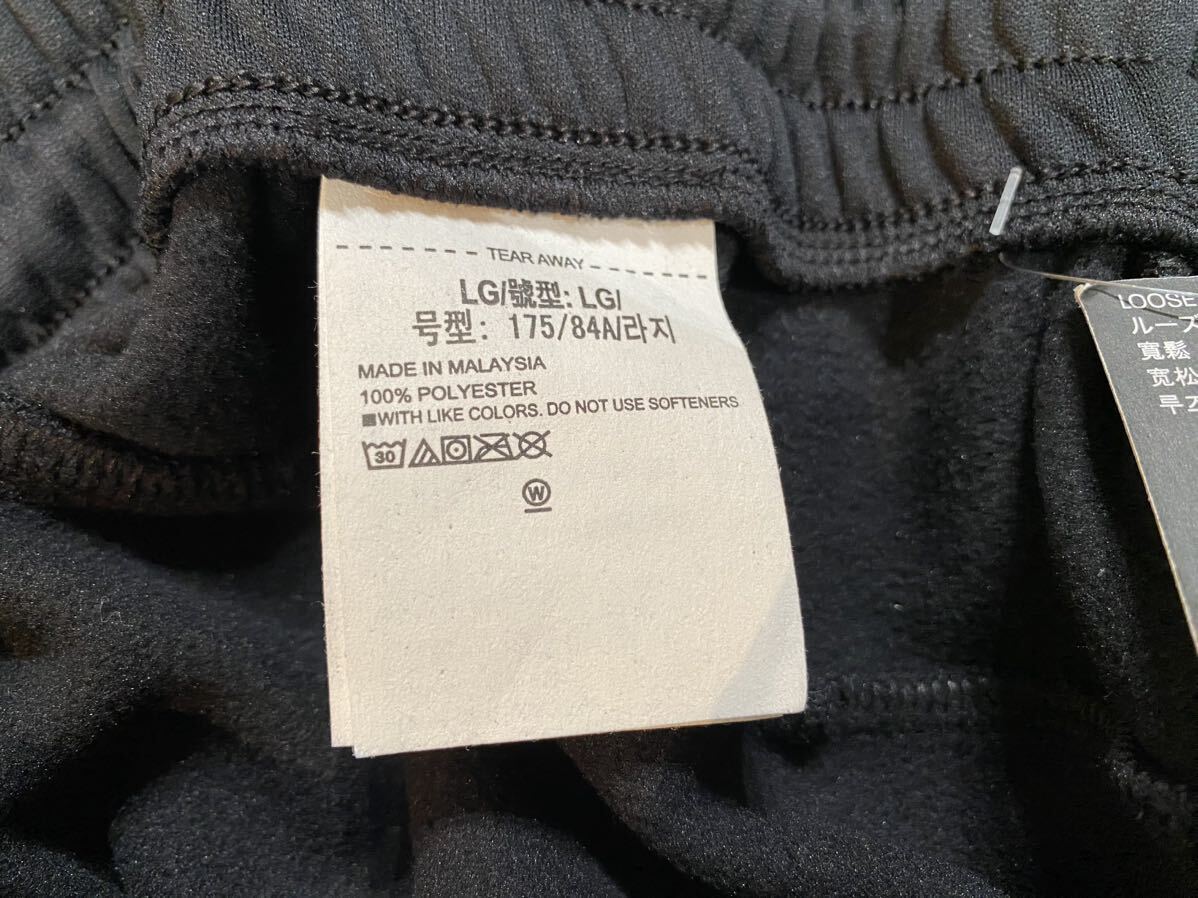 TEAR AWAY
LG/號型: LG/
号型: 175/84A/라지
MADE IN MALAYSIA
100% POLYESTER
■WITH LIKE COLORS. DO NOT USE SOFTENERS
30
W
LOOSE
ルーズ
寬鬆
宽松
루즈